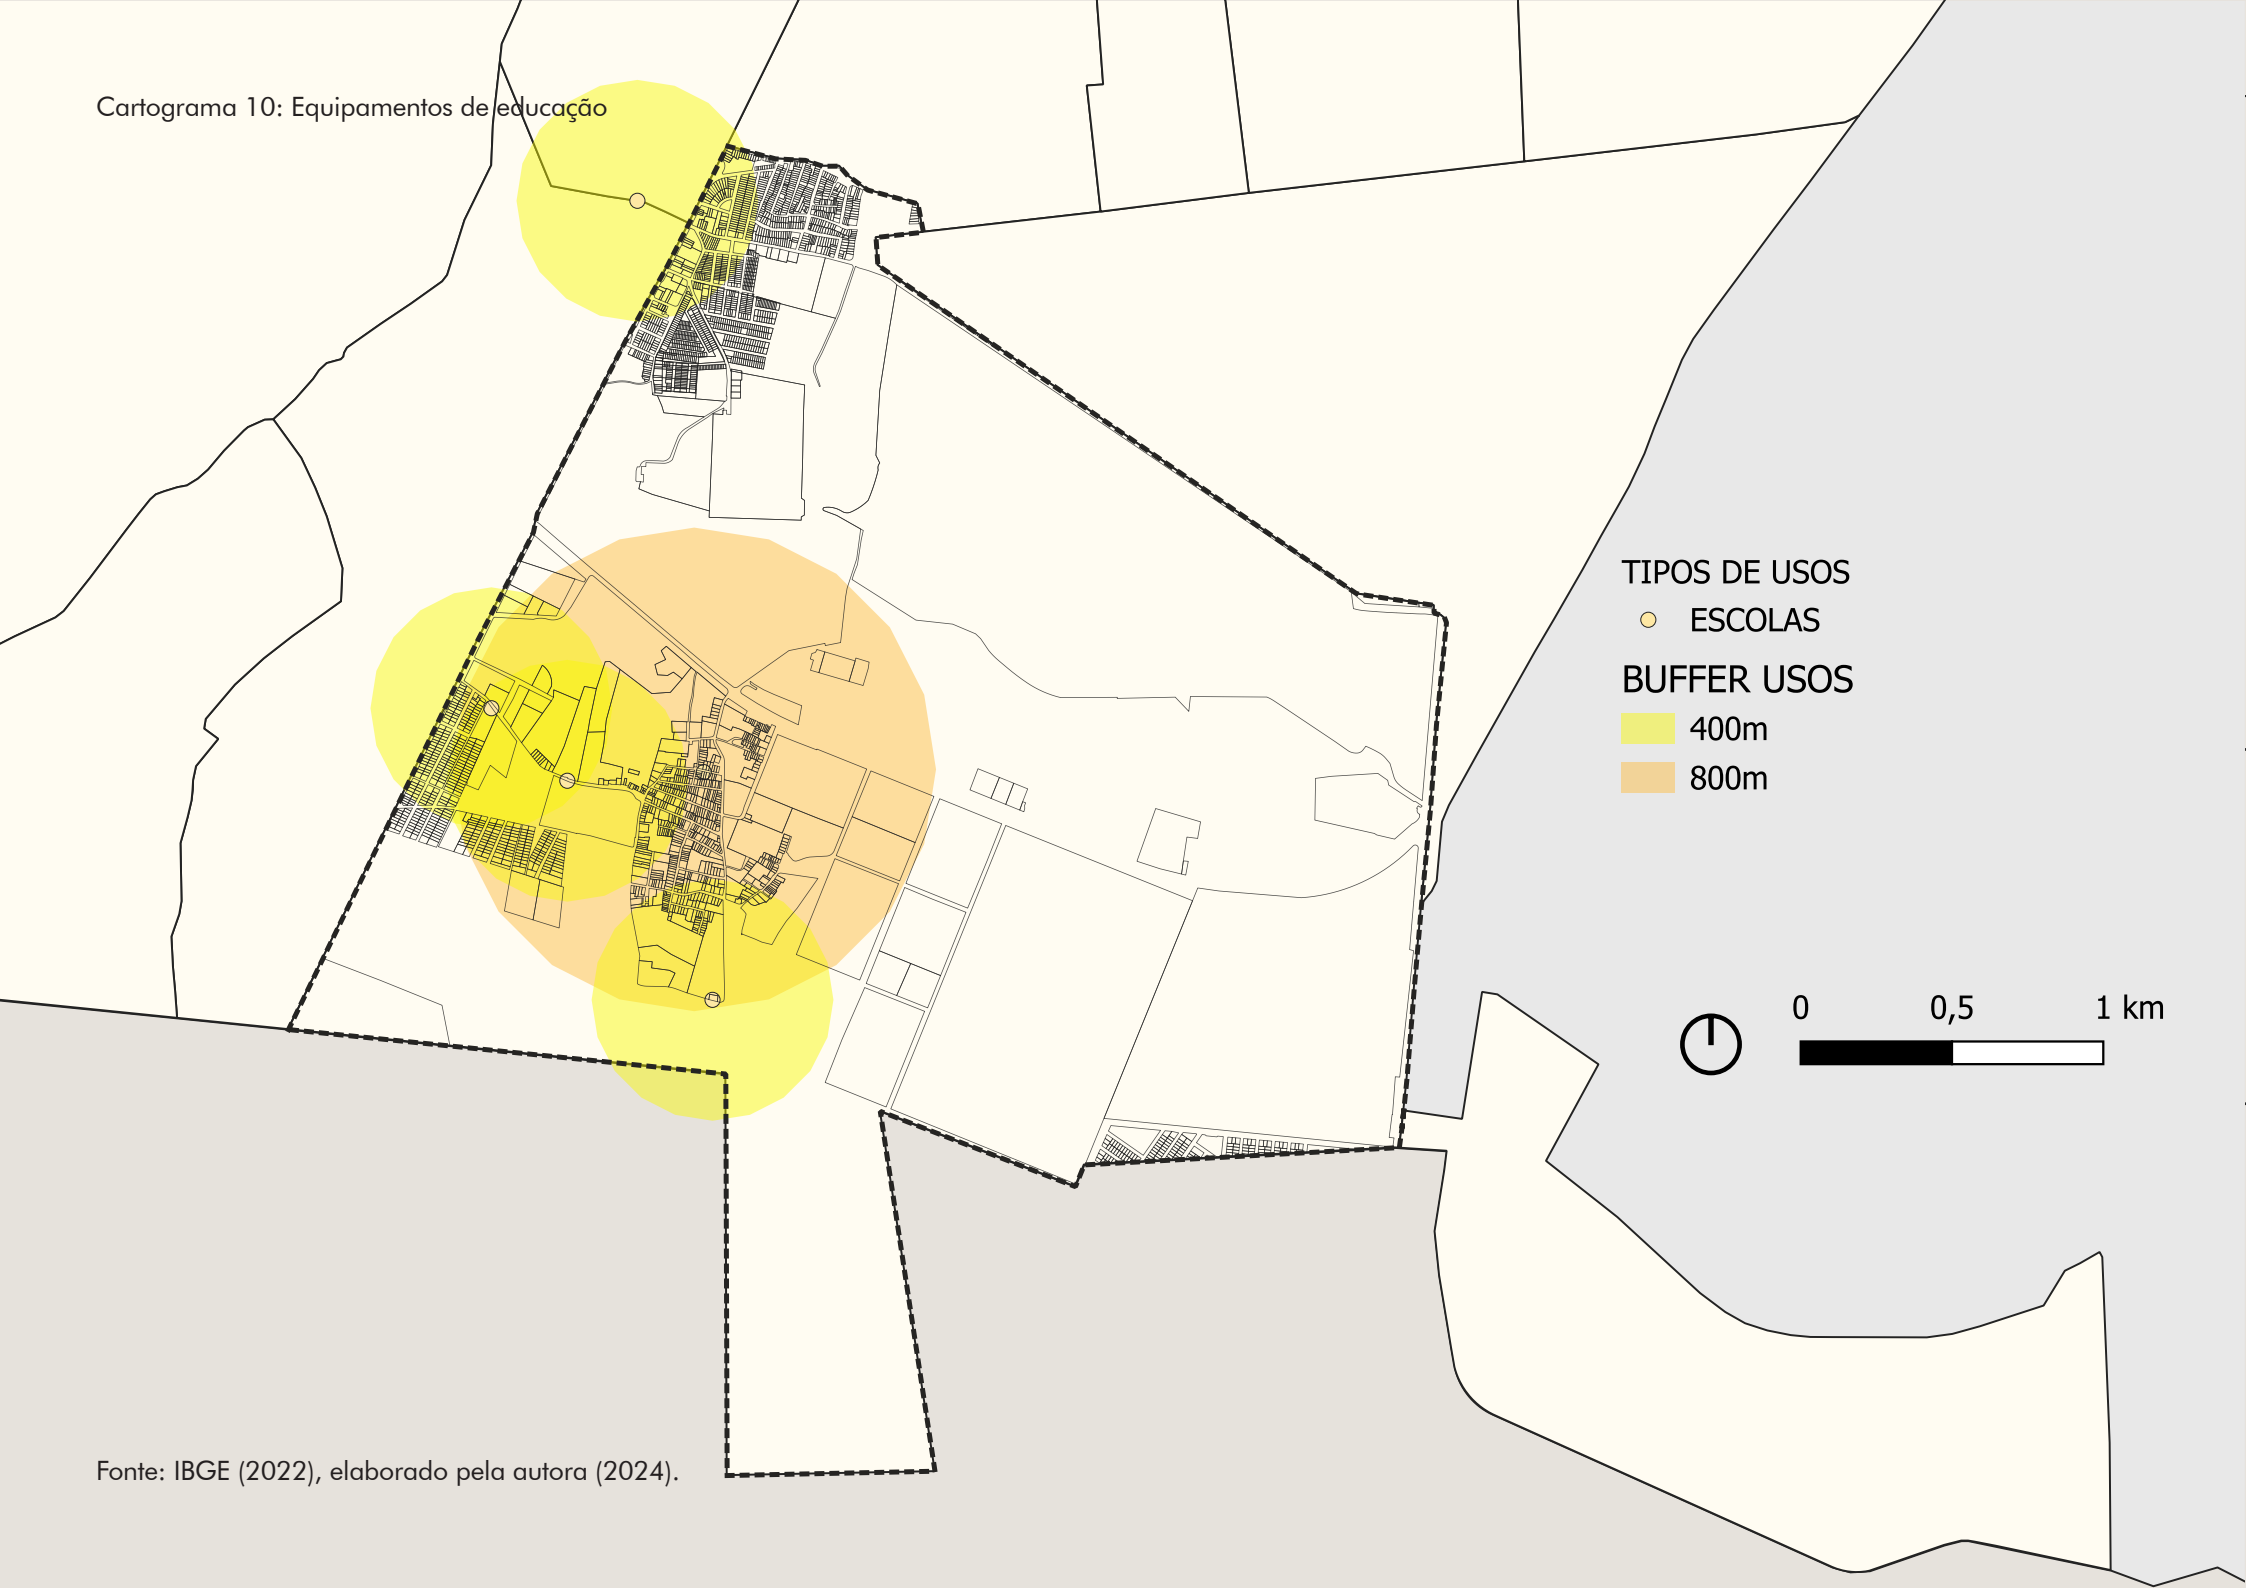 Cartograma 10: Equipamentos de educação
TIPOS DE USOS
ESCOLAS
BUFFER USOS
400m
800m
0 0,5 1 km
Fonte: IBGE (2022), elaborado pela autora (2024).